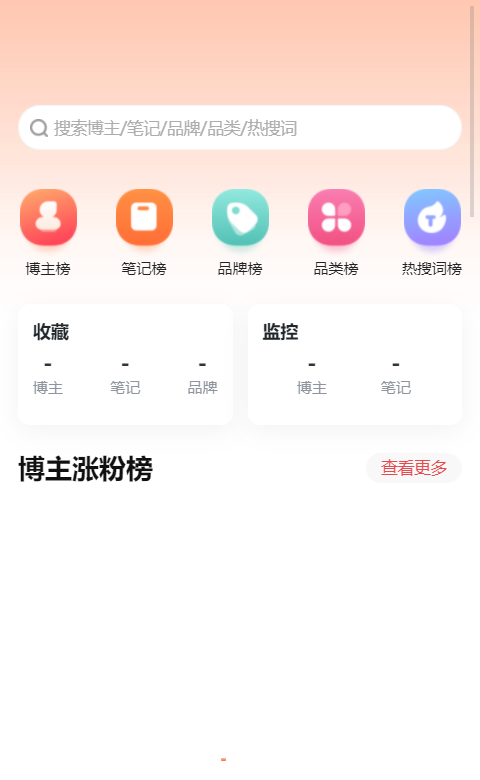 搜索博主/笔记/品牌/品类/热搜词
博主榜 笔记榜 品牌榜 品类榜 热搜词榜
收藏 监控
- - - - -
博主 笔记 品牌 博主 笔记
博主涨粉榜 查看更多